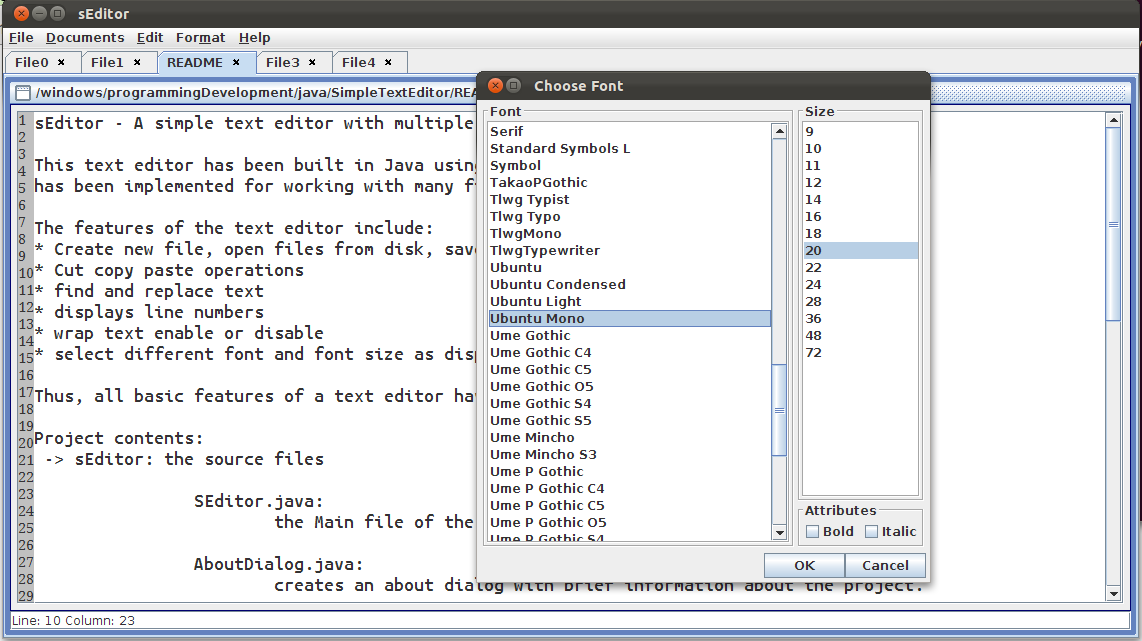 sEditor
File Documents Edit Format Help
File0 × File1 × README × File3 × File4 ×
/windows/programmingDevelopment/java/SimpleTextEditor/REA
1
2
3
4
5
6
7
8
9
10
11
12
13
14
15
16
17
18
19
20
21
22
23
24
25
26
27
28
29
sEditor - A simple text editor with multiple
This text editor has been built in Java using
has been implemented for working with many f
The features of the text editor include:
* Create new file, open files from disk, save
* Cut copy paste operations
* find and replace text
* displays line numbers
* wrap text enable or disable
* select different font and font size as disp
Thus, all basic features of a text editor hav
Project contents:
-> sEditor: the source files
SEditor.java:
the Main file of the
AboutDialog.java:
creates an about dialog with brief information about the project.
Line: 10 Column: 23
Choose Font
Font
Serif
Standard Symbols L
Symbol
TakaoPGothic
Tlwg Typist
Tlwg Typo
TlwgMono
TlwgTypewriter
Ubuntu
Ubuntu Condensed
Ubuntu Light
Ubuntu Mono
Ume Gothic
Ume Gothic C4
Ume Gothic C5
Ume Gothic O5
Ume Gothic S4
Ume Gothic S5
Ume Mincho
Ume Mincho S3
Ume P Gothic
Ume P Gothic C4
Ume P Gothic C5
Ume P Gothic O5
Ume P Gothic S4
Size
9
10
11
12
14
16
18
20
22
24
28
36
48
72
Attributes
Bold Italic
OK Cancel